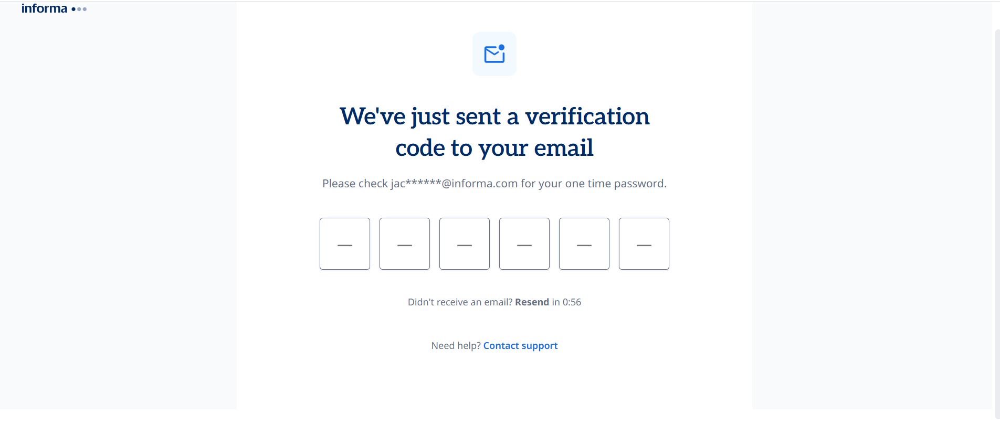 informa
We've just sent a verification
code to your email
Please check jac******@informa.com for your one time password.
— — — — — —
Didn't receive an email? Resend in 0:56
Need help? Contact support